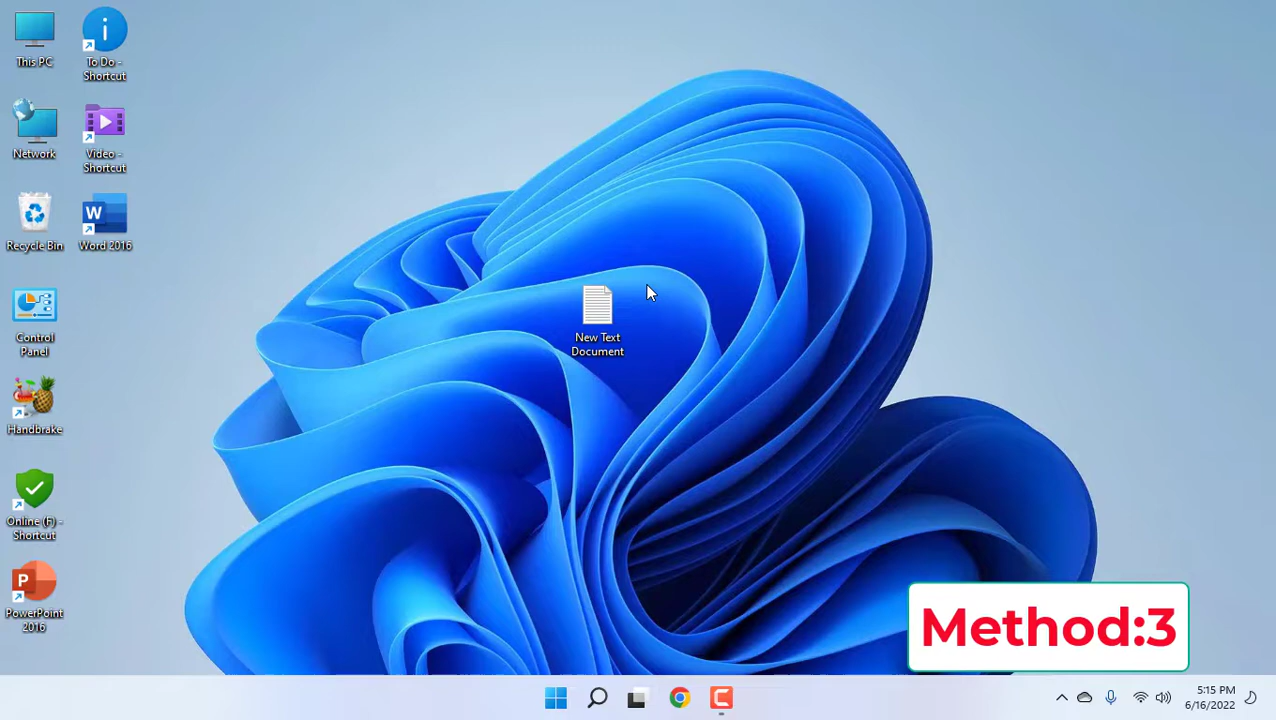 This PC
To Do -
Shortcut
Network
Video -
Shortcut
Recycle Bin
W
Word 2016
Control
Panel
Handbrake
Online (F) -
Shortcut
P
PowerPoint
2016
New Text
Document
Method:3
5:15 PM
6/16/2022